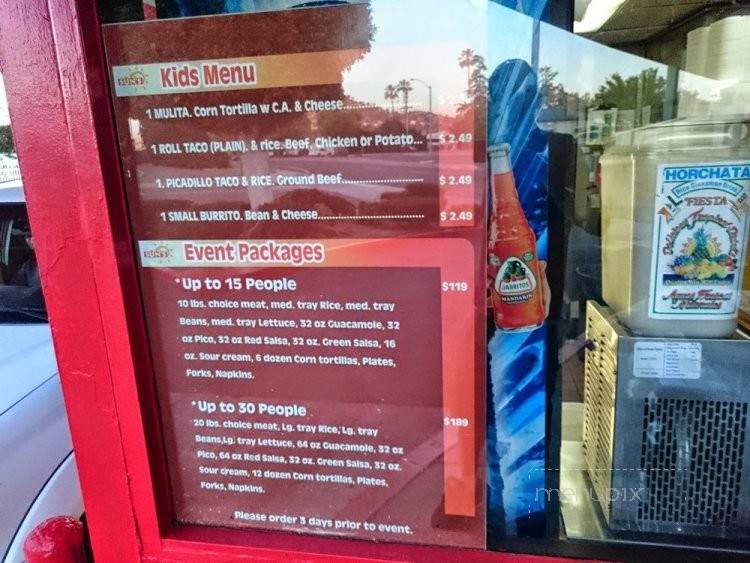 SUN'S Kids Menu
1 MULITA. Corn Tortilla w C.A. & Cheese...
1 ROLL TACO (PLAIN). & rice. Beef, Chicken or Potato... $ 2.49
1. PICADILLO TACO & RICE. Ground Beef... $ 2.49
1 SMALL BURRITO. Bean & Cheese... $ 2.49
SUN'S Event Packages
*Up to 15 People $119
10 lbs. choice meat, med. tray Rice, med. tray
Beans, med. tray Lettuce, 32 oz Guacamole, 32
oz Pico, 32 oz Red Salsa, 32 oz. Green Salsa, 16
oz. Sour cream, 6 dozen Corn tortillas, Plates,
Forks, Napkins.
*Up to 30 People $189
20 lbs. choice meat, Lg. tray Rice, Lg. tray
Beans,Lg. tray Lettuce, 64 oz Guacamole, 32 oz
Pico, 64 oz Red Salsa, 32 oz. Green Salsa, 32 oz.
Sour cream, 12 dozen Corn tortillas, Plates,
Forks, Napkins.
Please order 3 days prior to event.
JARRITOS
MANDARIN
HORCHATA
Rice Cinnamon Drink
FIESTA
menupix